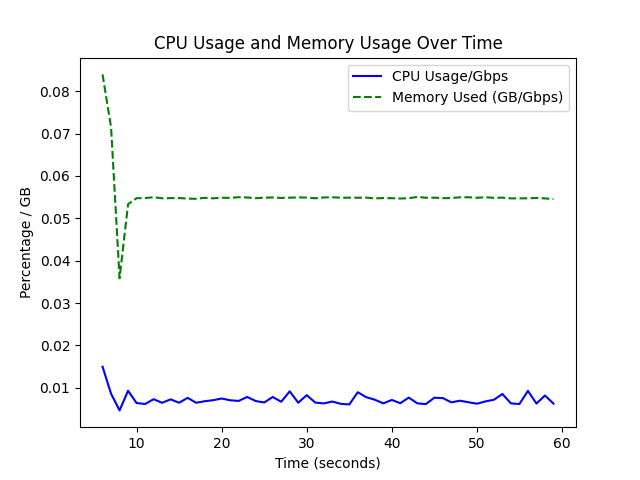 CPU Usage and Memory Usage Over Time
CPU Usage/Gbps
Memory Used (GB/Gbps)
Percentage / GB
0.08
0.07
0.06
0.05
0.04
0.03
0.02
0.01
10 20 30 40 50 60
Time (seconds)